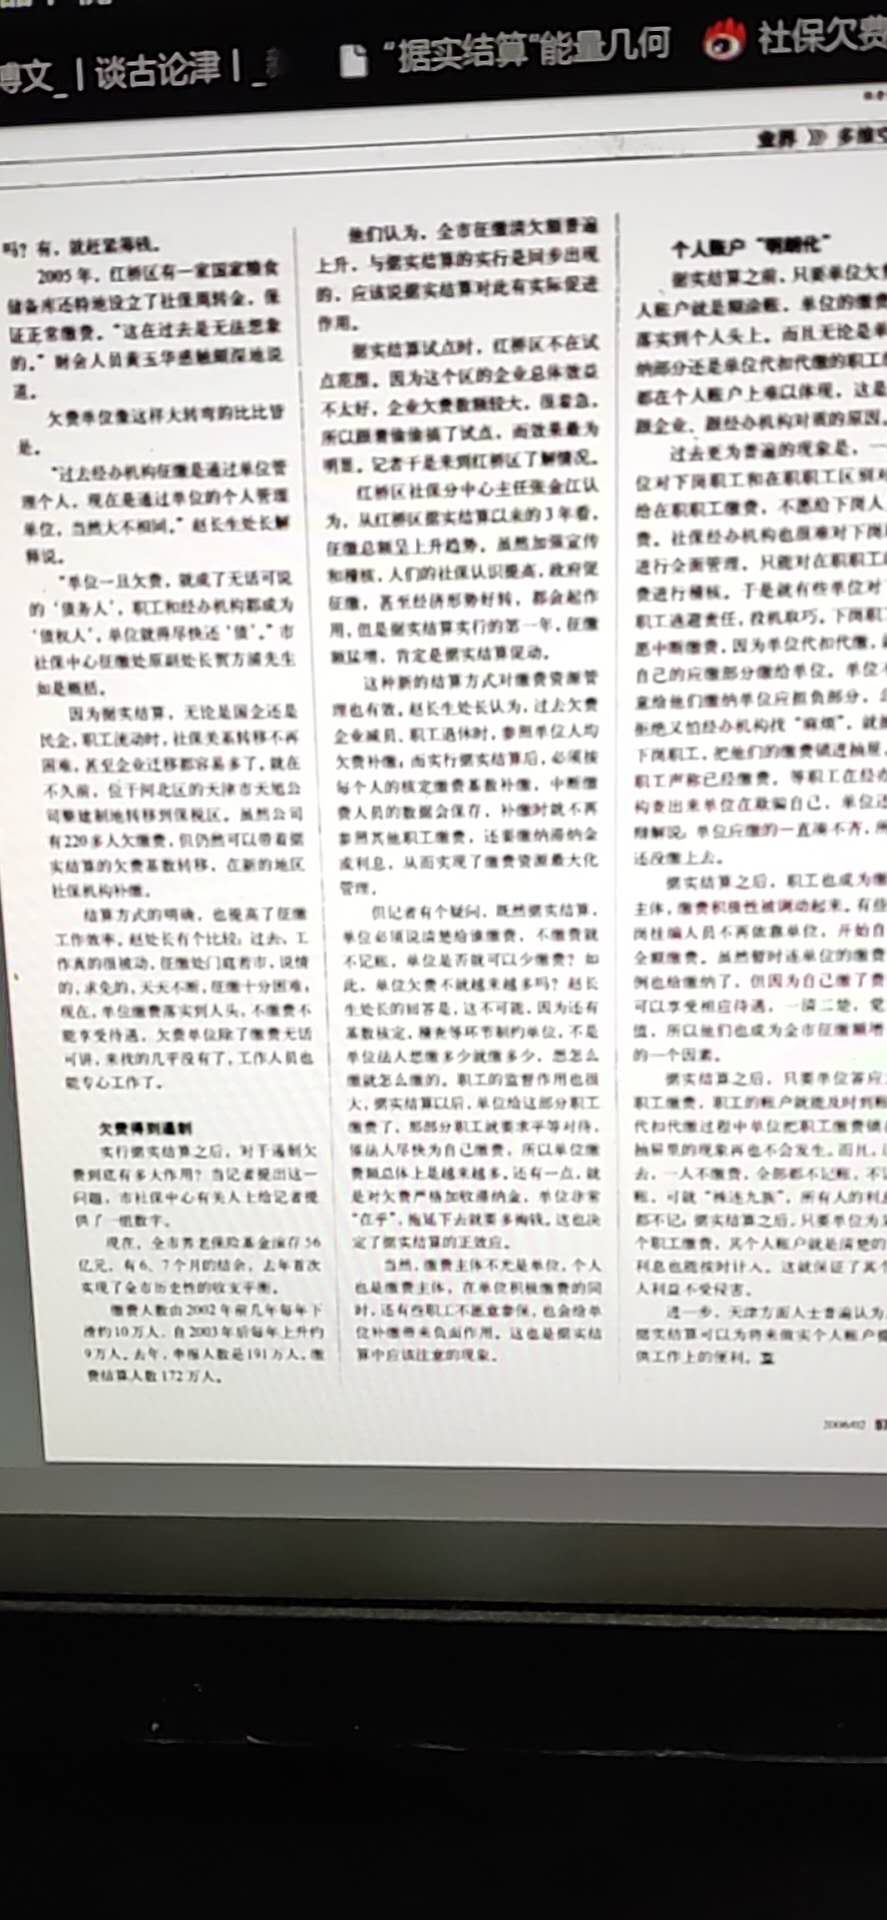 博文_丨谈古论津丨_
“据实结算“能量几何
社保欠费
业界 》》 多维空
吗？有，就赶紧筹钱。
2005年，红桥区有一家国家粮食
储备库还特地设立了社保周转金，保
证正常缴费。“这在过去是无法想象
的。”财会人员黄玉华感触颇深地说
道。
欠费单位像这样大转弯的比比皆
是。
“过去经办机构征缴是通过单位管
理个人，现在是通过单位的个人管理
单位，当然大不相同。”赵长生处长解
释说。
“单位一旦欠费，就成了无话可说
的‘债务人’，职工和经办机构都成为
‘债权人’，单位就得尽快还‘债’。”市
社保中心征缴处原副处长贺方浦先生
如是概括。
因为据实结算，无论是国企还是
民企，职工流动时，社保关系转移不再
困难，甚至企业迁移都容易多了。就在
不久前，位于河北区的天津市天旭公
司整建制地转移到保税区。虽然公司
有220多人欠缴费，但仍然可以带着据
实结算的欠费基数转移，在新的地区
社保机构补缴。
结算方式的明确，也提高了征缴
工作效率。赵处长有个比较：过去，工
作真的很被动，征缴处门庭若市，说情
的，求免的，天天不断，征缴十分困难；
现在，单位缴费落实到人头，不缴费不
能享受待遇，欠费单位除了缴费无话
可讲，来找的几乎没有了，工作人员也
能专心工作了。
欠费得到遏制
实行据实结算之后，对于遏制欠
费到底有多大作用？当记者提出这一
问题，市社保中心有关人士给记者提
供了一组数字。
现在，全市养老保险基金滚存56
亿元，有6、7个月的结余，去年首次
实现了全市历史性的收支平衡。
缴费人数由2002年前几年每年下
滑约10万人，自2003年后每年上升约
9万人。去年，申报人数是191万人，缴
费结算人数172万人。
他们认为，全市征缴清欠额普遍
上升，与据实结算的实行是同步出现
的，应该说据实结算对此有实际促进
作用。
据实结算试点时，红桥区不在试
点范围。因为这个区的企业总体效益
不太好，企业欠费数额较大，很着急，
所以跟着偷偷搞了试点，而效果最为
明显。记者于是来到红桥区了解情况。
红桥区社保分中心主任张金江认
为，从红桥区据实结算以来的3年看，
征缴总额呈上升趋势。虽然加强宣传
和稽核，人们的社保认识提高，政府促
征缴，甚至经济形势好转，都会起作
用，但是据实结算实行的第一年，征缴
额猛增，肯定是据实结算促动。
这种新的结算方式对缴费资源管
理也有效。赵长生处长认为，过去欠费
企业减员、职工退休时，参照单位人均
欠费补缴；而实行据实结算后，必须按
每个人的核定缴费基数补缴，中断缴
费人员的数据会保存，补缴时就不再
参照其他职工缴费，还要缴纳滞纳金
或利息，从而实现了缴费资源最大化
管理。
但记者有个疑问，既然据实结算，
单位必须说清楚给谁缴费，不缴费就
不记账，单位是否就可以少缴费？如
此，单位欠费不就越来越多吗？赵长
生处长的回答是，这不可能，因为还有
基数核定，稽查等环节制约单位，不是
单位法人想缴多少就缴多少，想怎么
缴就怎么缴的。职工的监督作用也很
大，据实结算以后，单位给这部分职工
缴费了，那部分职工就要求平等对待，
催法人尽快为自己缴费，所以单位缴
费额总体上是越来越多。还有一点，就
是对欠费严格加收滞纳金，单位非常
“在乎”，拖延下去就要多掏钱。这也决
定了据实结算的正效应。
当然，缴费主体不光是单位，个人
也是缴费主体。在单位积极缴费的同
时，还有些职工不愿意参保，也会给单
位补缴带来负面作用。这也是据实结
算中应该注意的现象。
个人账户“明朗化”
据实结算之前，只要单位欠费
人账户就是糊涂账，单位的缴费
落实到个人头上。而且无论是单
纳部分还是单位代扣代缴的职工
都在个人账户上难以体现，这是
跟企业、跟经办机构对质的原因。
过去更为普遍的现象是，一
位对下岗职工和在职职工区别对
给在职职工缴费，不愿给下岗人
费。社保经办机构也很难对下岗
进行全面管理，只能对在职职工
费进行稽核。于是就有些单位对
职工逃避责任，投机取巧。下岗职
愿中断缴费，因为单位代扣代缴，
自己的应缴部分缴给单位。单位不
拿给他们缴纳单位应担负部分，
拒绝又怕经办机构找“麻烦”，就
下岗职工，把他们的缴费锁进抽屉，
职工声称已经缴费。等职工在经办
构查出来单位在欺骗自己，单位还
辩解说：单位应缴的一直凑不齐，所
还没缴上去。
据实结算之后，职工也成为缴
主体，缴费积极性被调动起来。有些
岗挂编人员不再依靠单位，开始自
全额缴费。虽然暂时连单位的缴费
例也给缴纳了，但因为自己缴了费
可以享受相应待遇，一清二楚，觉
值，所以他们也成为全市征缴额增
的一个因素。
据实结算之后，只要单位答应
职工缴费，职工的账户就能及时到账
代扣代缴过程中单位把职工缴费锁
抽屉里的现象再也不会发生。而且，
去，一人不缴费，全部都不记账，不
账，可就“株连九族”，所有人的利息
都不记；据实结算之后，只要单位为某
个职工缴费，其个人账户就是清楚的
利息也能按时计入。这就保证了其个
人利益不受侵害。
进一步，天津方面人士普遍认为，
据实结算可以为将来做实个人账户提
供工作上的便利。
2006/02